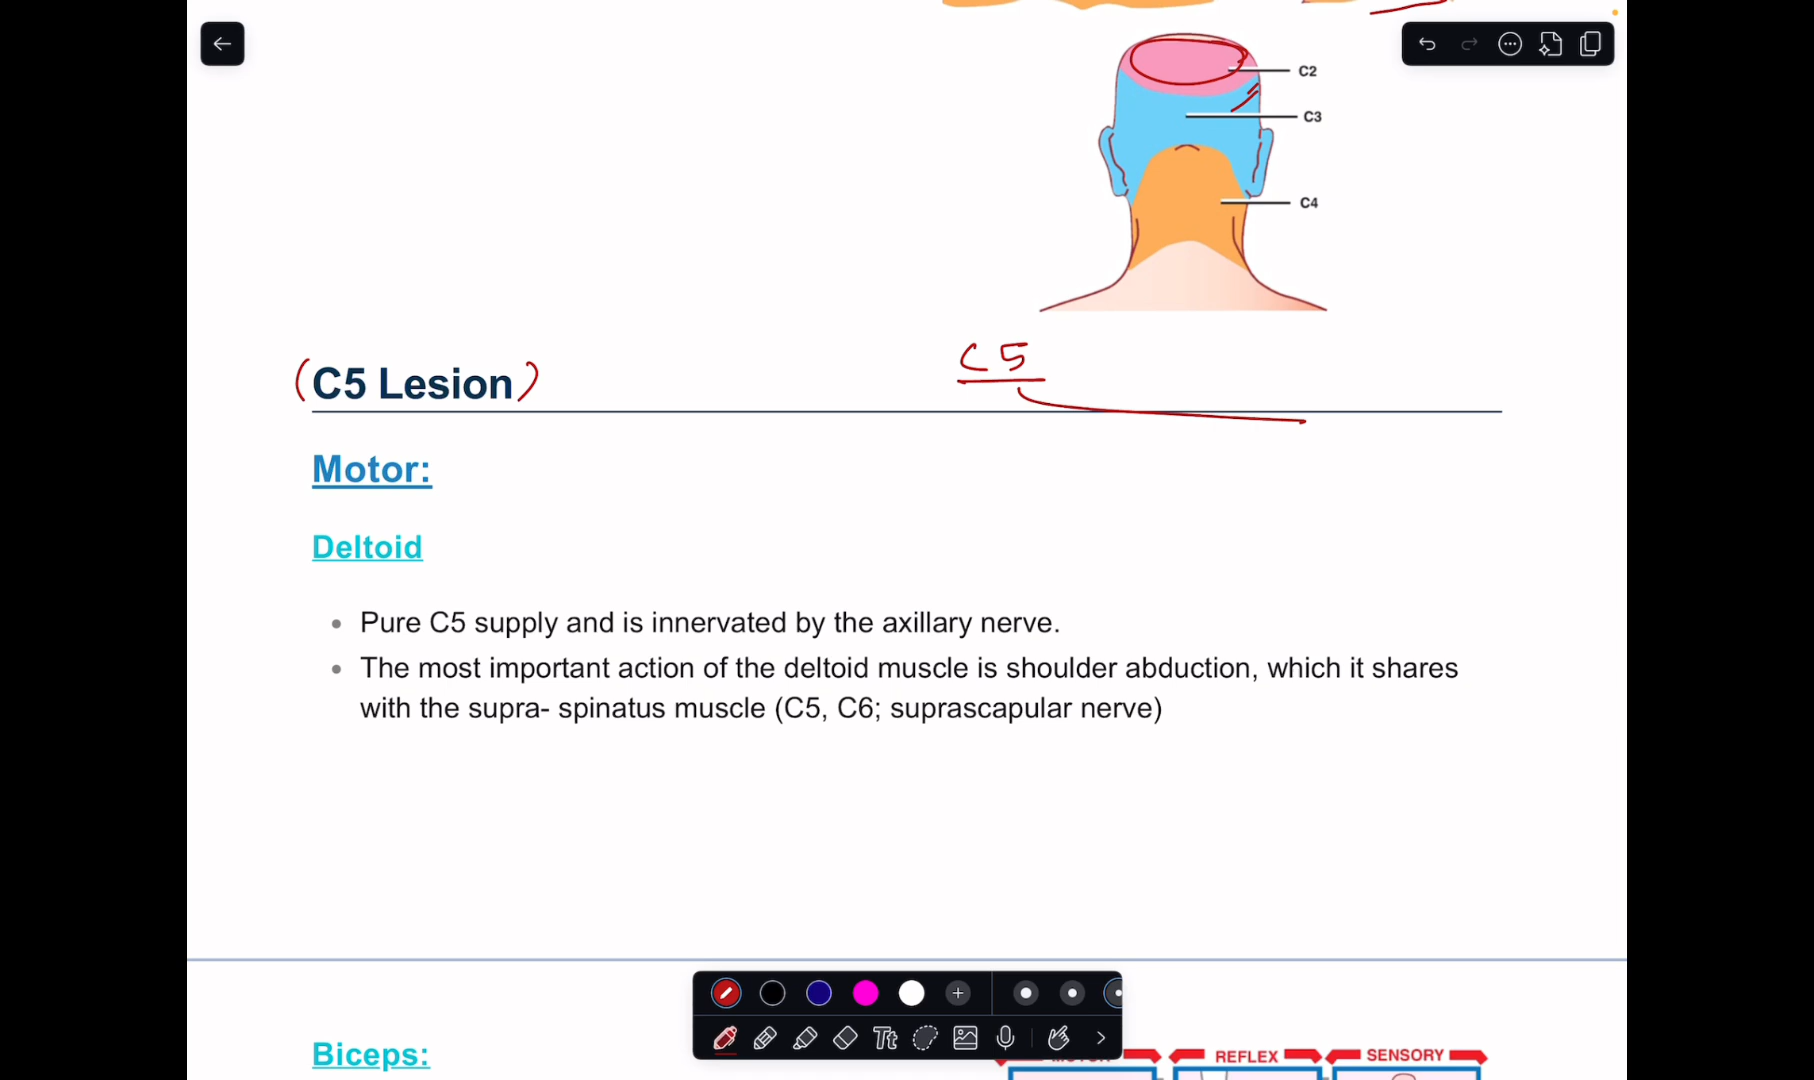 C2
C3
C4
C5
(C5 Lesion)
Motor:
Deltoid
Pure C5 supply and is innervated by the axillary nerve.
The most important action of the deltoid muscle is shoulder abduction, which it shares
with the supra- spinatus muscle (C5, C6; suprascapular nerve)
Tt
Biceps:
REFLEX
SENSORY